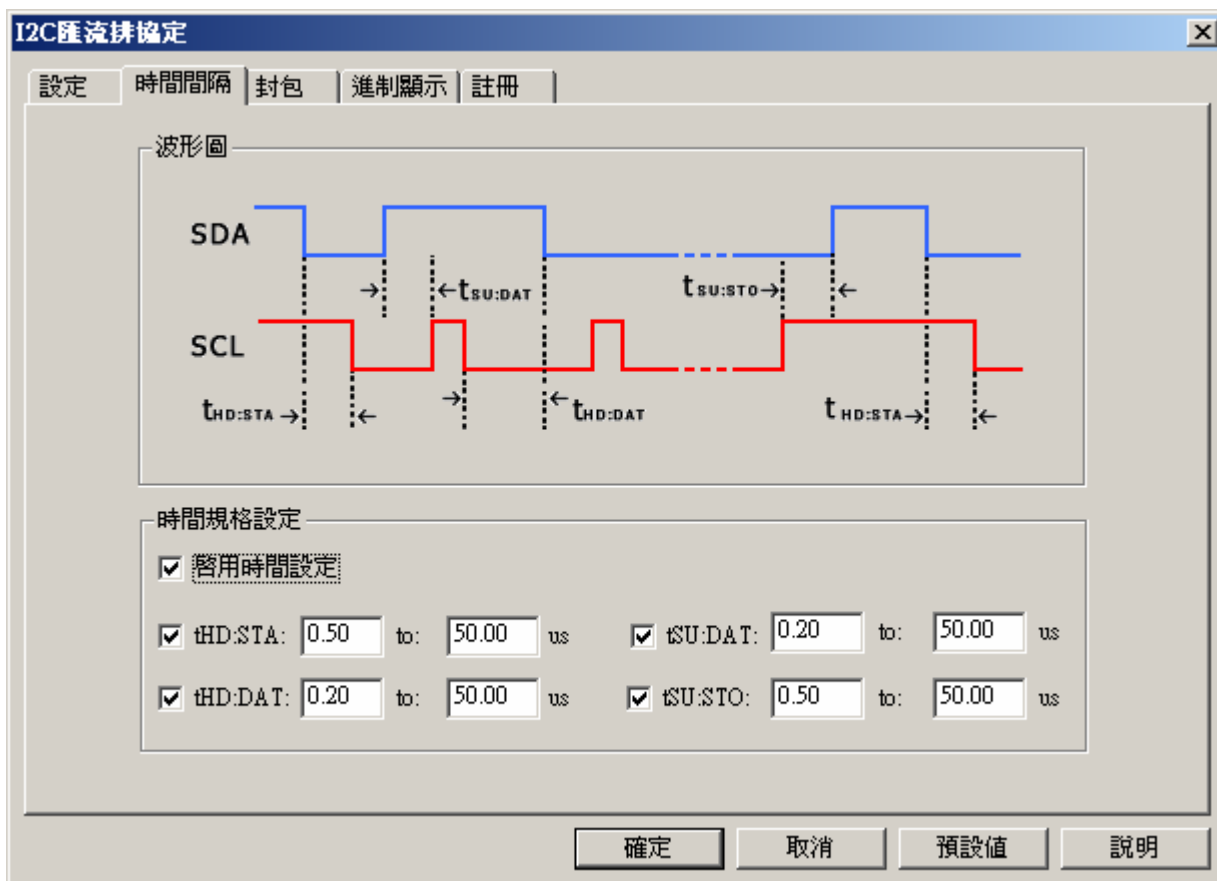 I2C匯流排協定
設定 時間間隔 封包 進制顯示 註冊
波形圖
SDA
tSU:DAT tSU:STO
SCL
tHD:STA tHD:DAT tHD:STA
時間規格設定
啓用時間設定
tHD:STA: 0.50 to: 50.00 us tSU:DAT: 0.20 to: 50.00 us
tHD:DAT: 0.20 to: 50.00 us tSU:STO: 0.50 to: 50.00 us
確定 取消 預設值 說明